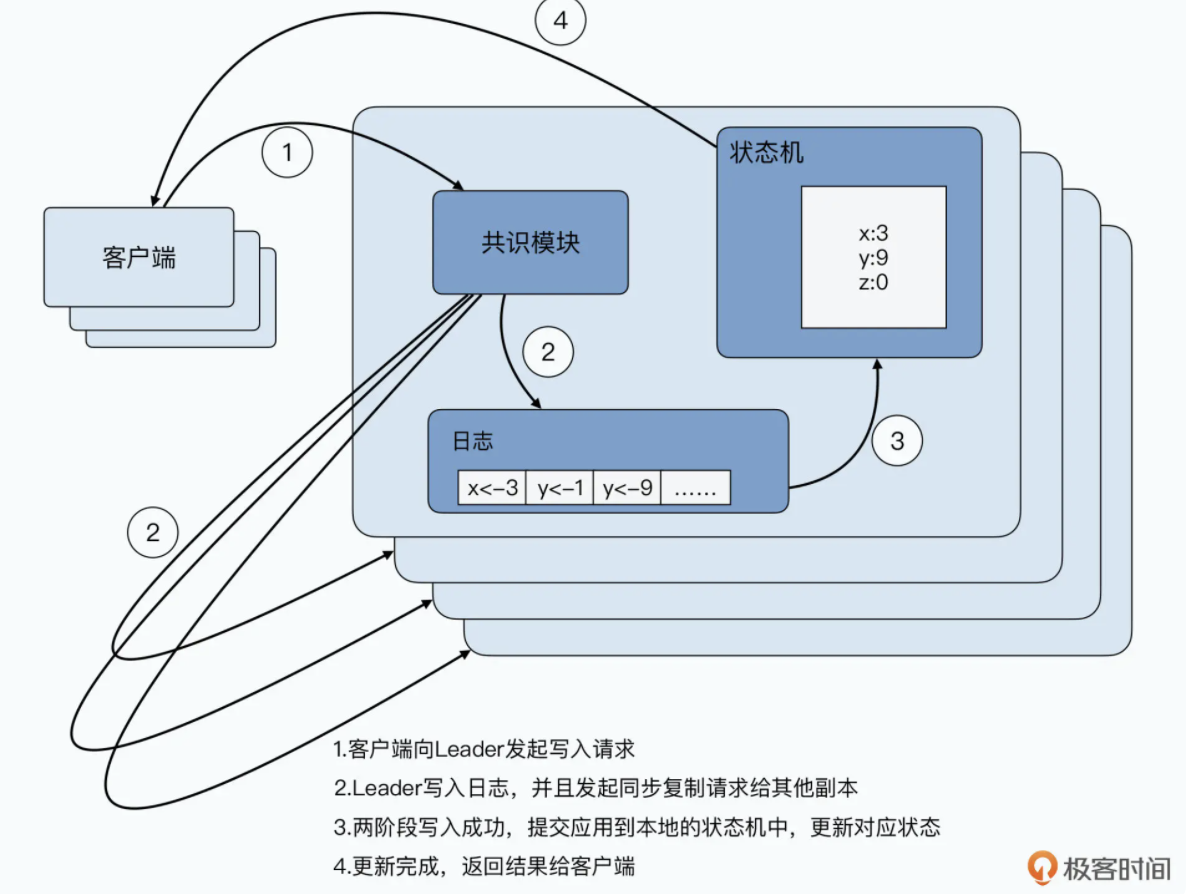 ④
①
状态机
x:3
y:9
z:0
客户端
共识模块
②
日志
③
x<–3 y<–1 y<–9 ……
②
1.客户端向Leader发起写入请求
2.Leader写入日志，并且发起同步复制请求给其他副本
3.两阶段写入成功，提交应用到本地的状态机中，更新对应状态
4.更新完成，返回结果给客户端
极客时间